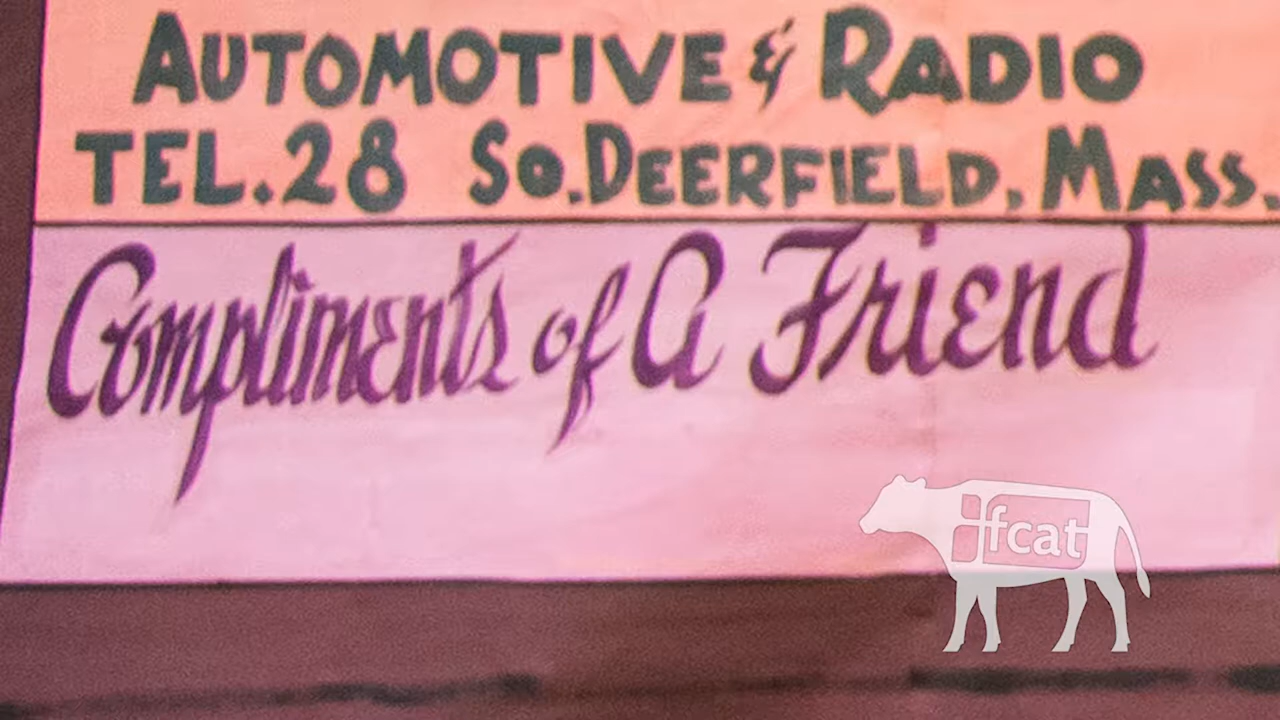 AUTOMOTIVE & RADIO
TEL. 28 So. DEERFIELD, MASS.
Compliments of A Friend
fcat